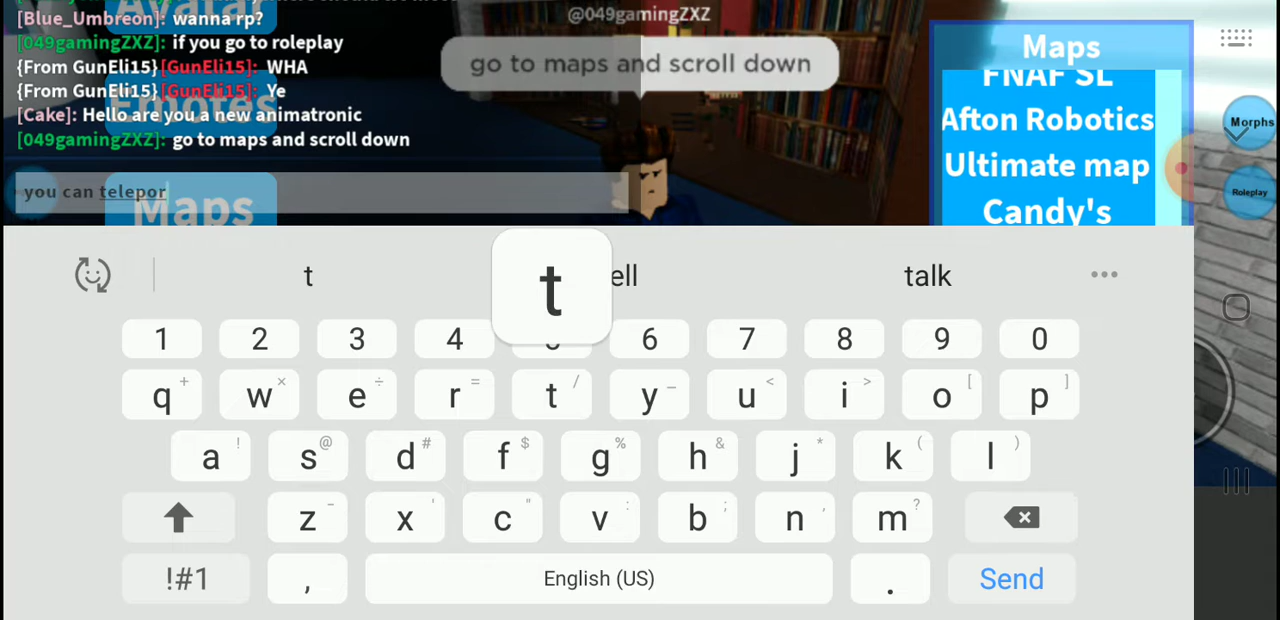 [Blue_Umbreon]: wanna rp?
[049gamingZXZ]: if you go to roleplay
{From GunEli15}[GunEli15]: WHA
{From GunEli15}[GunEli15]: Ye
[Cake]: Hello are you a new animatronic
[049gamingZXZ]: go to maps and scroll down
you can telepor
Avatar
Emotes
Maps
@049gamingZXZ
go to maps and scroll down
Maps
FNAF SL
Afton Robotics
Ultimate map
Candy's
Morphs
Roleplay
t
ell
talk
t
1 2 3 4 6 7 8 9 0
q + w × e ÷ r = t / y _ u < i > o [ p ]
a ! s @ d # f $ g % h & j * k ( l )
z - x ' c " v : b ; n , m ?
!#1 , English (US) . Send